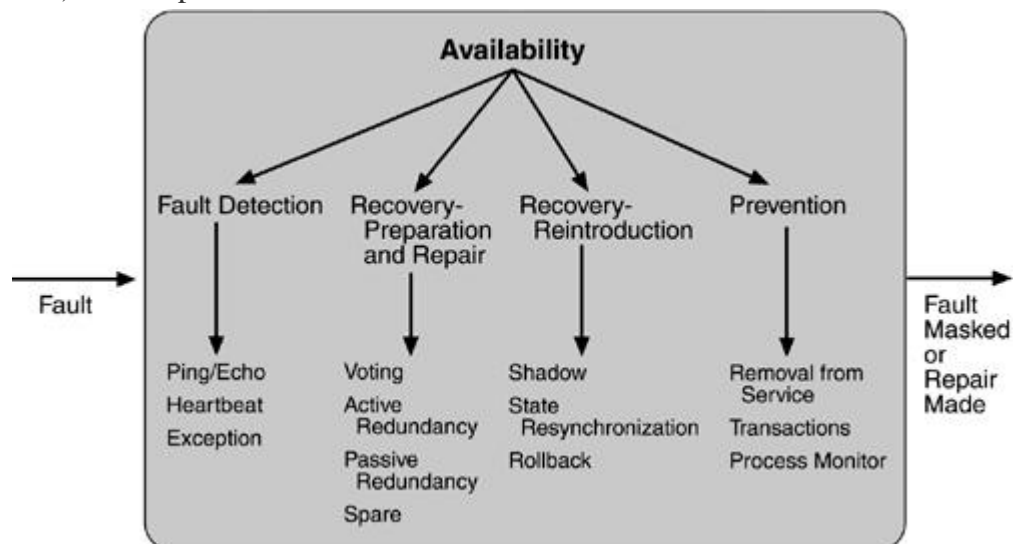 Availability
Fault Detection
Recovery-
Preparation
and Repair
Recovery-
Reintroduction
Prevention
Fault
Ping/Echo
Heartbeat
Exception
Voting
Active
Redundancy
Passive
Redundancy
Spare
Shadow
State
Resynchronization
Rollback
Removal from
Service
Transactions
Process Monitor
Fault
Masked
or
Repair
Made